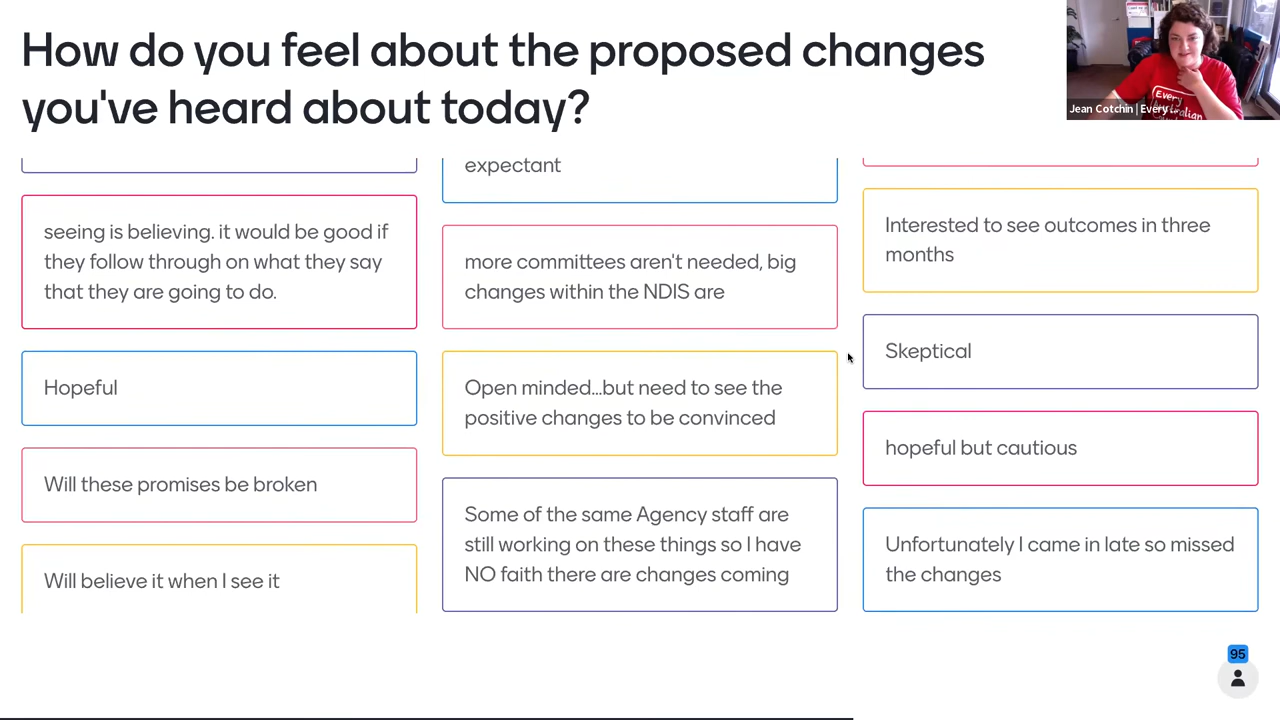 How do you feel about the proposed changes
you've heard about today?
Jean Cotchin | Every
Every
seeing is believing. it would be good if
they follow through on what they say
that they are going to do.
Hopeful
Will these promises be broken
Will believe it when I see it
expectant
more committees aren't needed, big
changes within the NDIS are
Open minded...but need to see the
positive changes to be convinced
Some of the same Agency staff are
still working on these things so I have
NO faith there are changes coming
Interested to see outcomes in three
months
Skeptical
hopeful but cautious
Unfortunately I came in late so missed
the changes
95